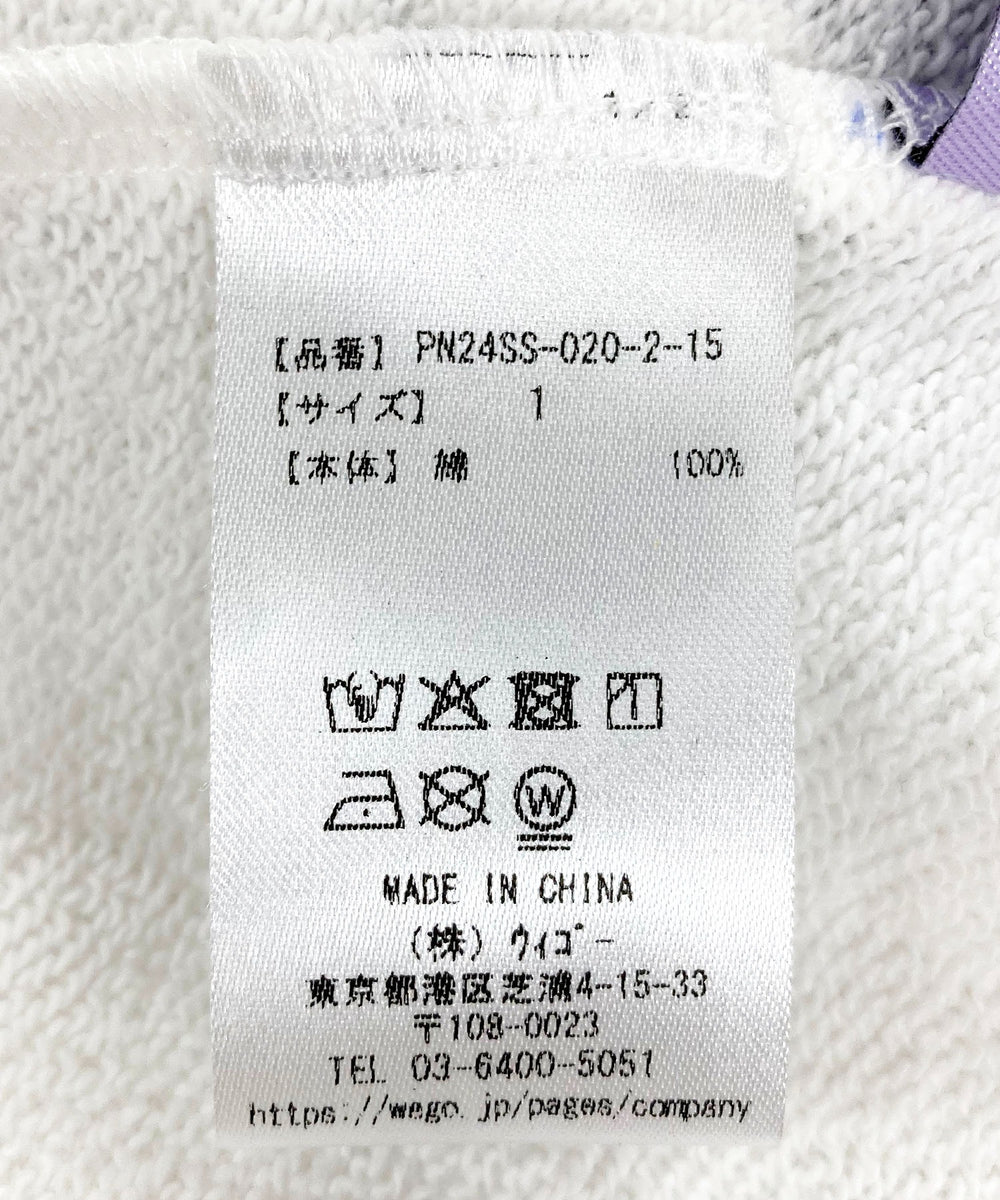 【品番】 PN24SS-020-2-15
【サイズ】 1
【本体】 綿 100%
W
MADE IN CHINA
(株) ウィゴー
東京都港区芝浦4-15-33
〒108-0023
TEL 03-6400-5051
https://wego.jp/pages/company